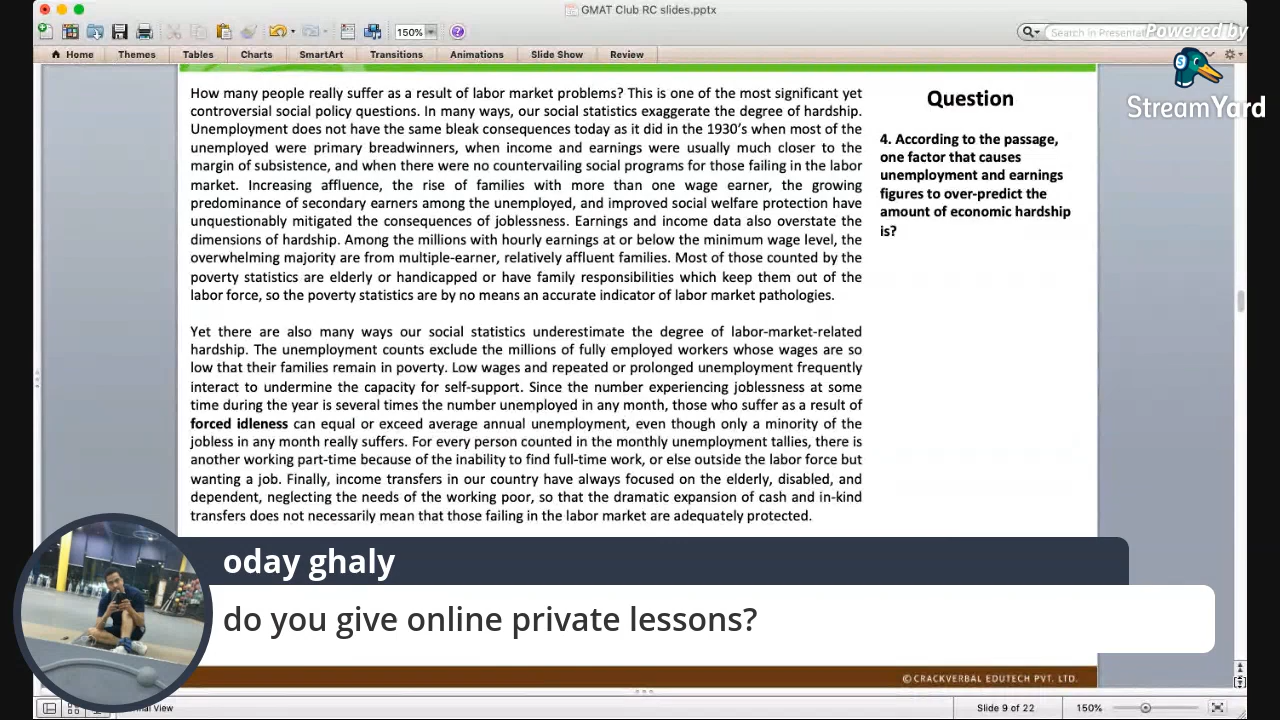 GMAT Club RC slides.pptx
150%
Search in Presentat
Powered by
Home Themes Tables Charts SmartArt Transitions Animations Slide Show Review
StreamYard
How many people really suffer as a result of labor market problems? This is one of the most significant yet
controversial social policy questions. In many ways, our social statistics exaggerate the degree of hardship.
Unemployment does not have the same bleak consequences today as it did in the 1930's when most of the
unemployed were primary breadwinners, when income and earnings were usually much closer to the
margin of subsistence, and when there were no countervailing social programs for those failing in the labor
market. Increasing affluence, the rise of families with more than one wage earner, the growing
predominance of secondary earners among the unemployed, and improved social welfare protection have
unquestionably mitigated the consequences of joblessness. Earnings and income data also overstate the
dimensions of hardship. Among the millions with hourly earnings at or below the minimum wage level, the
overwhelming majority are from multiple-earner, relatively affluent families. Most of those counted by the
poverty statistics are elderly or handicapped or have family responsibilities which keep them out of the
labor force, so the poverty statistics are by no means an accurate indicator of labor market pathologies.
Yet there are also many ways our social statistics underestimate the degree of labor-market-related
hardship. The unemployment counts exclude the millions of fully employed workers whose wages are so
low that their families remain in poverty. Low wages and repeated or prolonged unemployment frequently
interact to undermine the capacity for self-support. Since the number experiencing joblessness at some
time during the year is several times the number unemployed in any month, those who suffer as a result of
forced idleness can equal or exceed average annual unemployment, even though only a minority of the
jobless in any month really suffers. For every person counted in the monthly unemployment tallies, there is
another working part-time because of the inability to find full-time work, or else outside the labor force but
wanting a job. Finally, income transfers in our country have always focused on the elderly, disabled, and
dependent, neglecting the needs of the working poor, so that the dramatic expansion of cash and in-kind
transfers does not necessarily mean that those failing in the labor market are adequately protected.
Question
4. According to the passage,
one factor that causes
unemployment and earnings
figures to over-predict the
amount of economic hardship
is?
oday ghaly
do you give online private lessons?
©CRACKVERBAL EDUTECH PVT. LTD.
View
Slide 9 of 22
150%